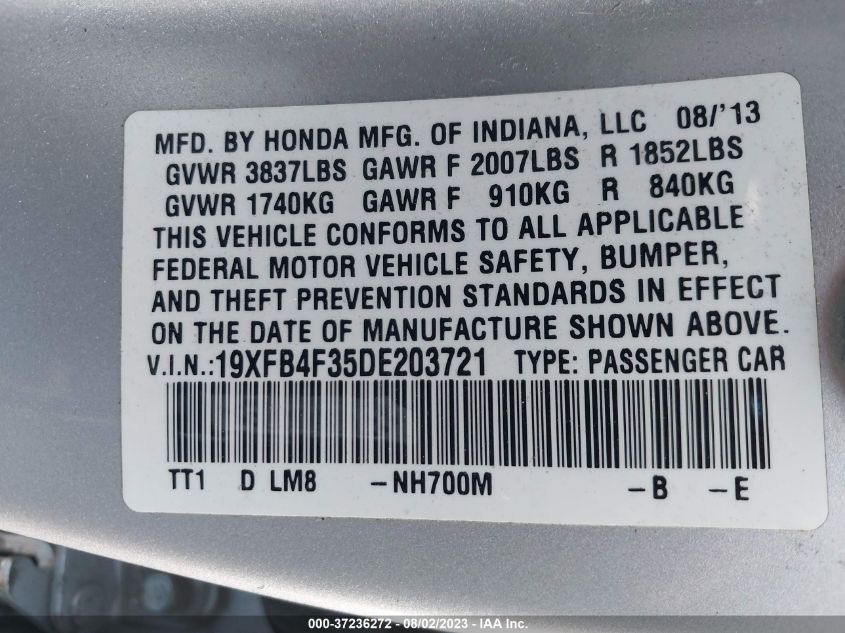 MFD. BY HONDA MFG. OF INDIANA, LLC 08/'13
GVWR 3837LBS GAWR F 2007LBS R 1852LBS
GVWR 1740KG GAWR F 910KG R 840KG
THIS VEHICLE CONFORMS TO ALL APPLICABLE
FEDERAL MOTOR VEHICLE SAFETY, BUMPER,
AND THEFT PREVENTION STANDARDS IN EFFECT
ON THE DATE OF MANUFACTURE SHOWN ABOVE.
V.I.N.:19XFB4F35DE203721 TYPE: PASSENGER CAR
TT1 D LM8 -NH700M -B -E
000-37236272 - 08/02/2023 - IAA Inc.